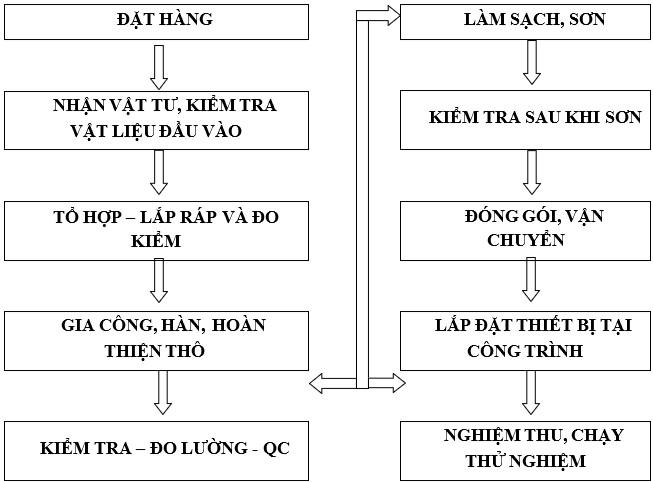 ĐẶT HÀNG
NHẬN VẬT TƯ, KIỂM TRA
VẬT LIỆU ĐẦU VÀO
TỔ HỢP – LẮP RÁP VÀ ĐO
KIỂM
GIA CÔNG, HÀN, HOÀN
THIỆN THÔ
KIỂM TRA – ĐO LƯỜNG - QC
LÀM SẠCH, SƠN
KIỂM TRA SAU KHI SƠN
ĐÓNG GÓI, VẬN
CHUYỂN
LẮP ĐẶT THIẾT BỊ TẠI
CÔNG TRÌNH
NGHIỆM THU, CHẠY
THỬ NGHIỆM